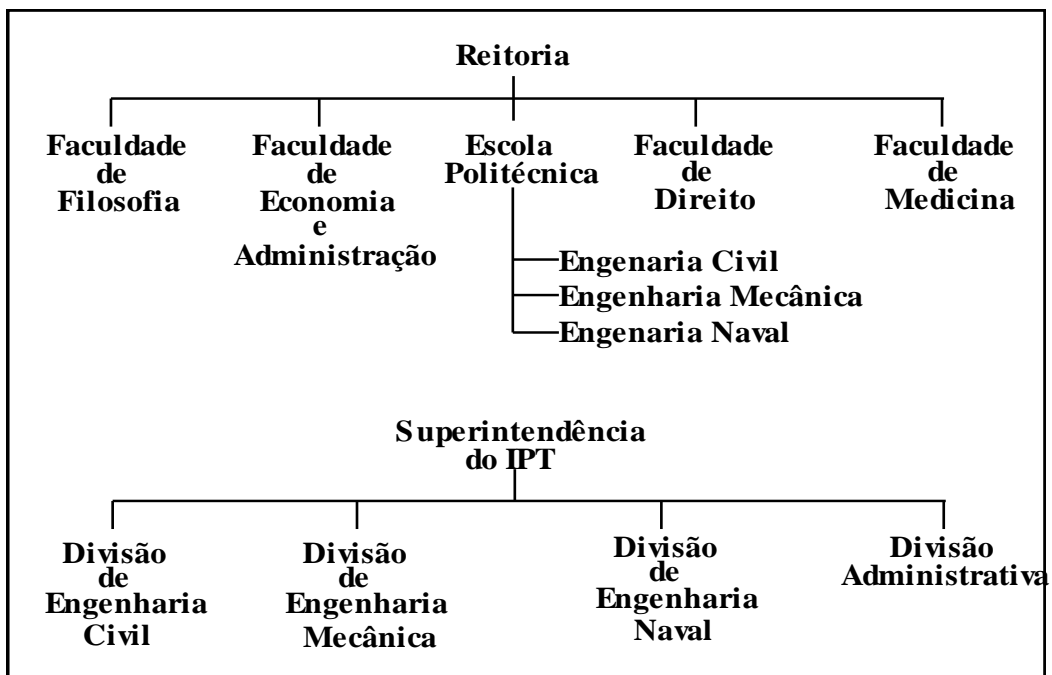 Reitoria
Faculdade
de
Filosofia
Faculdade
de
Economia
e
Administração
Escola
Politécnica
Faculdade
de
Direito
Faculdade
de
Medicina
Engenaria Civil
Engenharia Mecânica
Engenaria Naval
Superintendência
do IPT
Divisão
de
Engenharia
Civil
Divisão
de
Engenharia
Mecânica
Divisão
de
Engenharia
Naval
Divisão
Administrativa